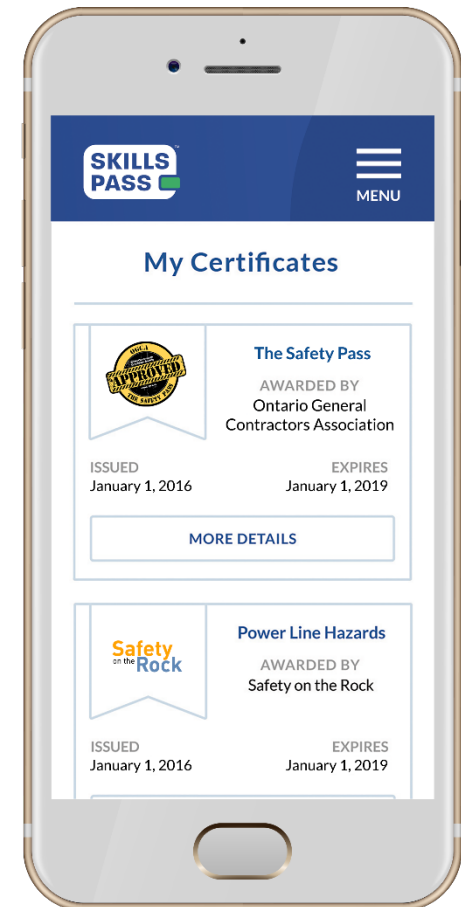 SKILLS
PASS
™
MENU
My Certificates
OGCA
APPROVED
THE SAFETY PASS
The Safety Pass
AWARDED BY
Ontario General
Contractors Association
ISSUED
EXPIRES
January 1, 2016
January 1, 2019
MORE DETAILS
Safety
on the Rock
Power Line Hazards
AWARDED BY
Safety on the Rock
ISSUED
EXPIRES
January 1, 2016
January 1, 2019